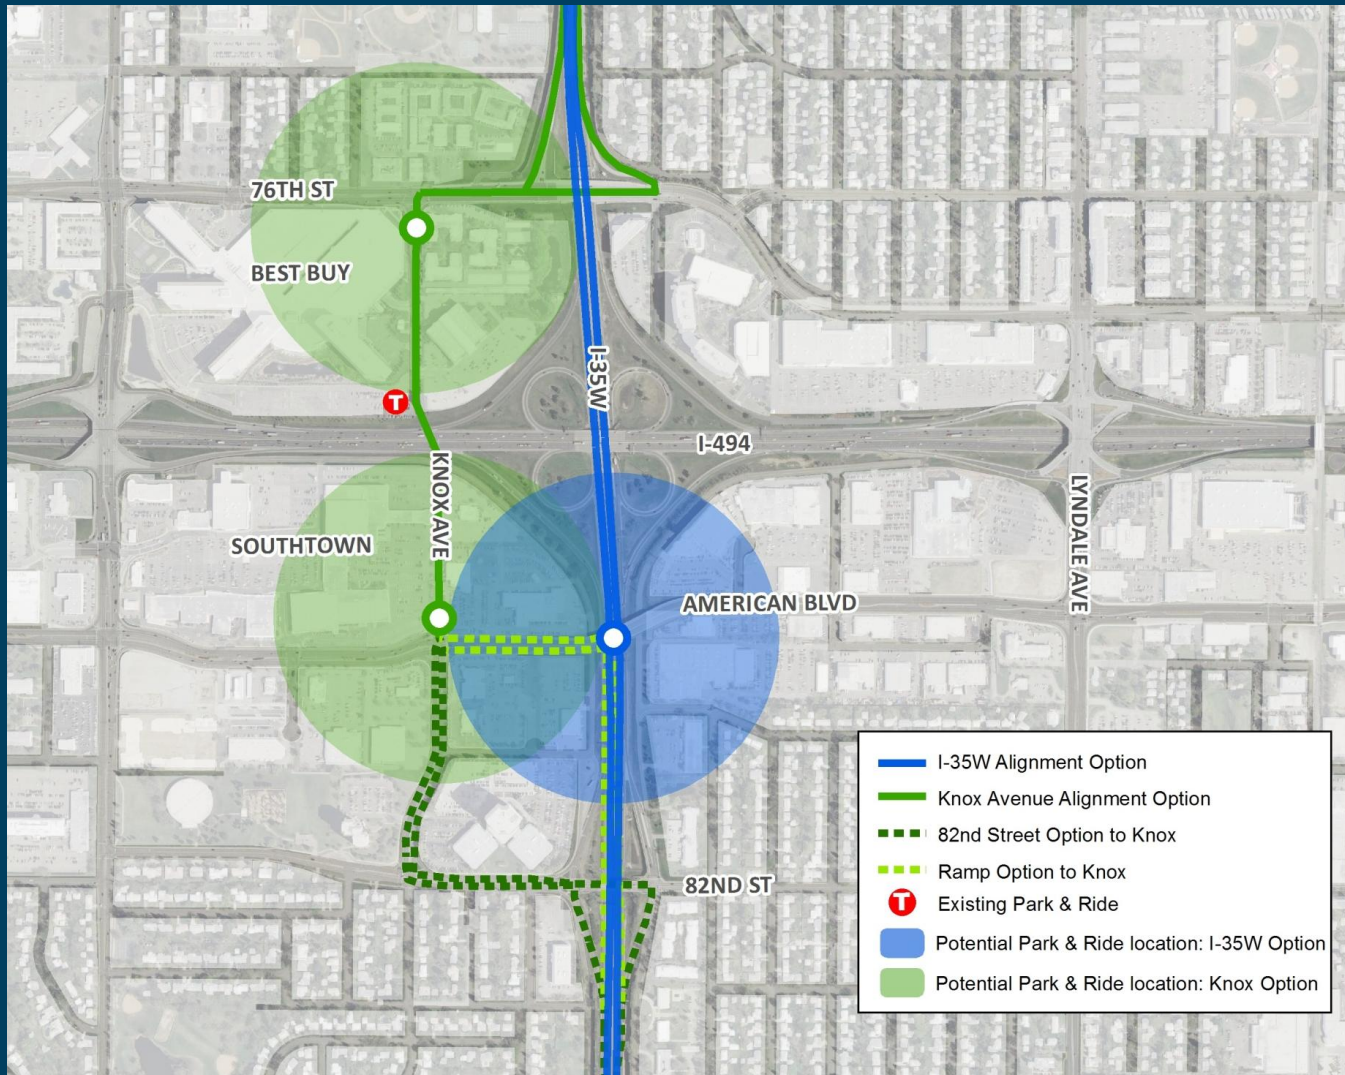 76TH ST
BEST BUY
I-35W
T
I-494
KNOX AVE
LYNDALE AVE
SOUTHTOWN
AMERICAN BLVD
82ND ST
I-35W Alignment Option
Knox Avenue Alignment Option
82nd Street Option to Knox
Ramp Option to Knox
T Existing Park & Ride
Potential Park & Ride location: I-35W Option
Potential Park & Ride location: Knox Option